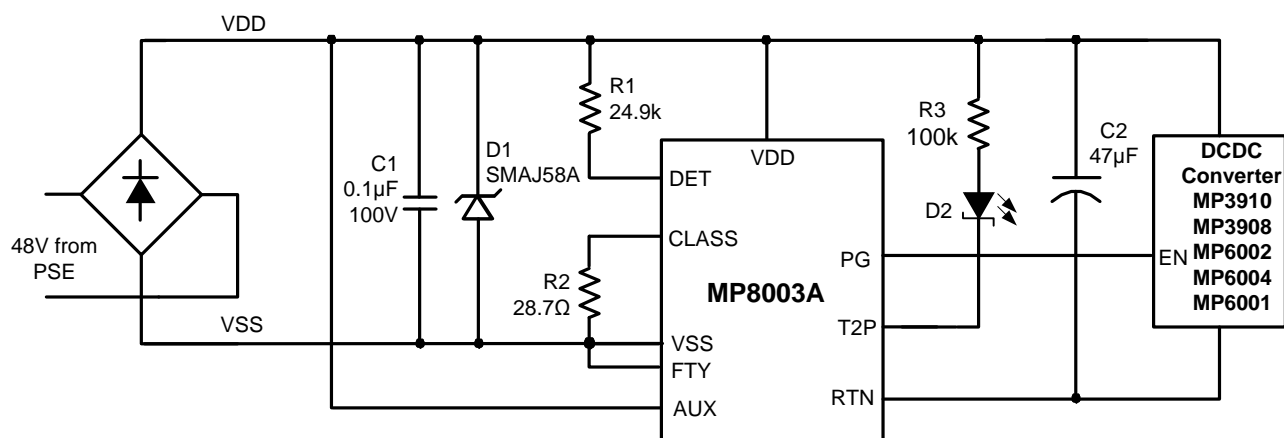 VDD
48V from
PSE
VSS
C1
0.1µF
100V
D1
SMAJ58A
R1
24.9k
R2
28.7Ω
VDD
DET
CLASS
VSS
FTY
AUX
MP8003A
PG
T2P
RTN
R3
100k
D2
C2
47µF
EN
DCDC
Converter
MP3910
MP3908
MP6002
MP6004
MP6001